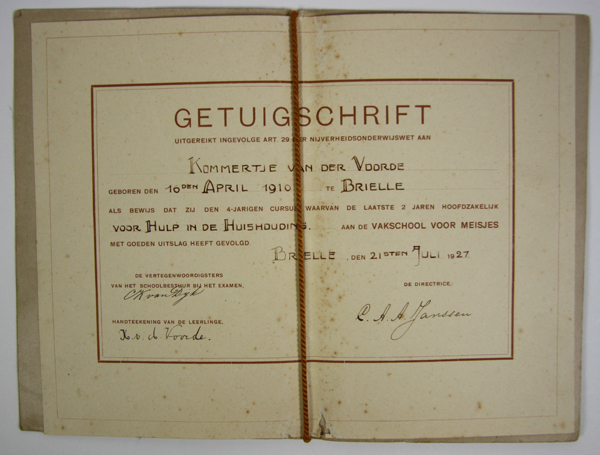 GETUIGSCHRIFT
UITGEREIKT INGEVOLGE ART. 29 DER NIJVERHEIDSONDERWIJSWET AAN
KOMMERTJE VAN DER VOORDE
GEBOREN DEN 16DEN APRIL 1910 TE BRIELLE
ALS BEWIJS DAT ZIJ DEN 4-JARIGEN CURSUS WAARVAN DE LAATSTE 2 JAREN HOOFDZAKELIJK
VOOR HULP IN DE HUISHOUDING, AAN DE VAKSCHOOL VOOR MEISJES
MET GOEDEN UITSLAG HEEFT GEVOLGD
BRIELLE, DEN 21STEN JULI 1927
DE VERTEGENWOORDIGSTERS
VAN HET SCHOOLBESTUUR BIJ HET EXAMEN,
DE DIRECTRICE,
van Dijk
C. A. A. Janssen
HANDTEEKENING VAN DE LEERLINGE,
K. v. d. Voorde.